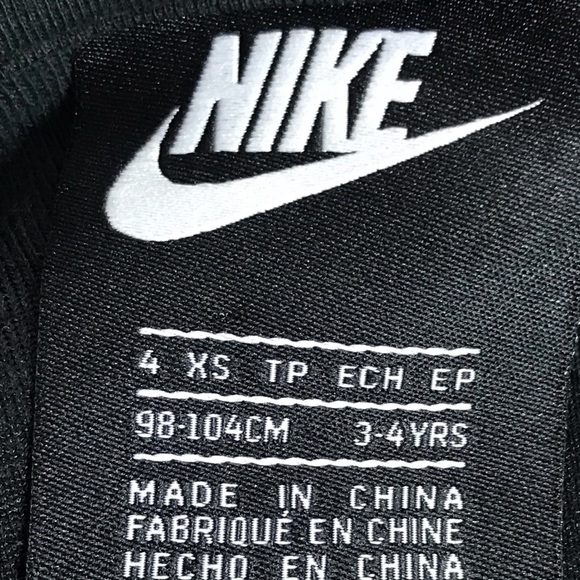 NIKE
4 XS TP ECH EP
98-104CM 3-4YRS
MADE IN CHINA
FABRIQUÉ EN CHINE
HECHO EN CHINA